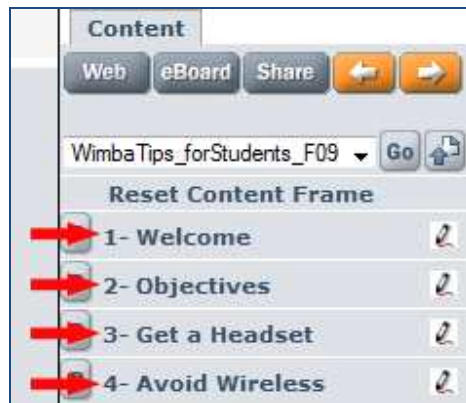 Content
Web eBoard Share
WimbaTips_forStudents_F09 Go
Reset Content Frame
1- Welcome
2- Objectives
3- Get a Headset
4- Avoid Wireless